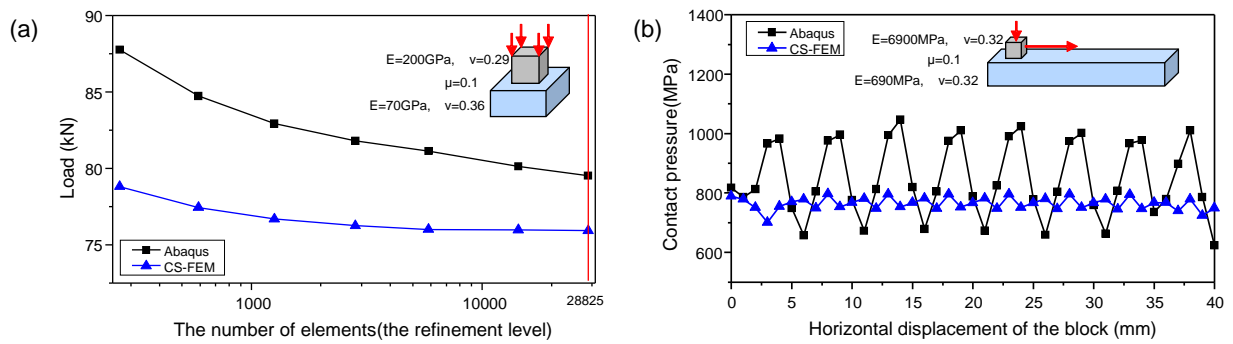 (a)
Load (kN)
90
85
80
75
E=200GPa, v=0.29
μ=0.1
E=70GPa, v=0.36
Abaqus
CS-FEM
1000
10000
28825
The number of elements(the refinement level)
(b)
Contact pressure(MPa)
1400
1200
1000
800
600
400
Abaqus
CS-FEM
E=6900MPa, v=0.32
μ=0.1
E=690MPa, v=0.32
0 5 10 15 20 25 30 35 40
Horizontal displacement of the block (mm)